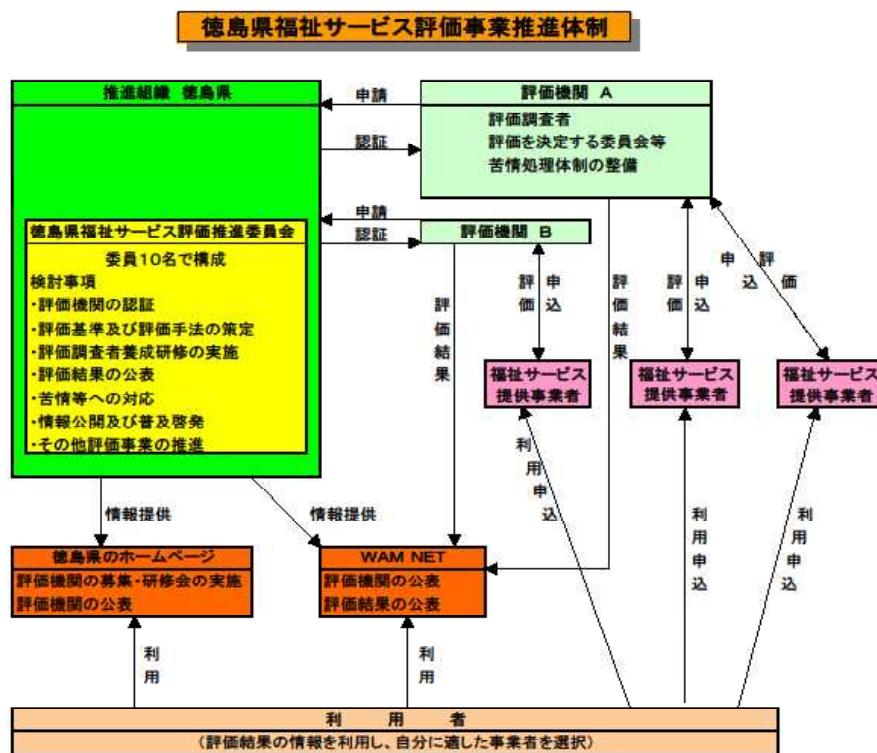 徳島県福祉サービス評価事業推進体制
推進組織 徳島県
申請
認証
評価機関 A
評価調査者
評価を決定する委員会等
苦情処理体制の整備
徳島県福祉サービス評価推進委員会
委員10名で構成
検討事項
・評価機関の認証
・評価基準及び評価手法の策定
・評価調査者養成研修の実施
・評価結果の公表
・苦情等への対応
・情報公開及び普及啓発
・その他評価事業の推進
申請
認証
評価機関 B
評価結果
評価
申込
評価結果
評価
申込
申込
評価
福祉サービス
提供事業者
福祉サービス
提供事業者
福祉サービス
提供事業者
情報提供
情報提供
利用申込
利用申込
利用申込
徳島県のホームページ
評価機関の募集・研修会の実施
評価機関の公表
WAM NET
評価機関の公表
評価結果の公表
利用
利用
利用者
(評価結果の情報を利用し、自分に適した事業者を選択)